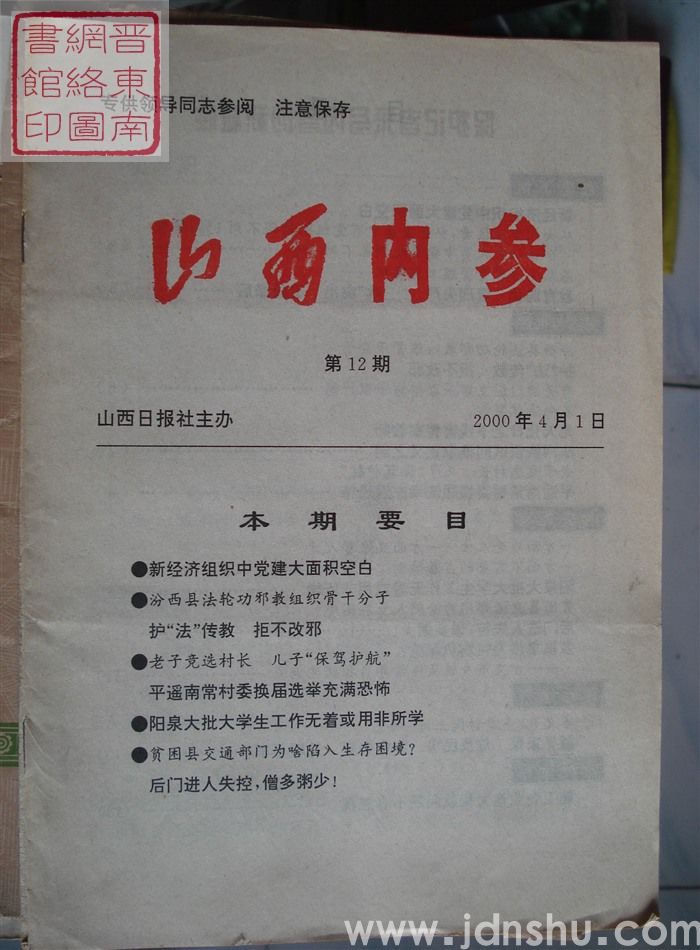 晋东南
網絡圖
書館印
专供领导同志参阅　注意保存
山西内参
第12期
山西日报社主办　2000年4月1日
本期要目
●新经济组织中党建大面积空白
●汾西县法轮功邪教组织骨干分子
护“法”传教　拒不改邪
●老子竞选村长　儿子“保驾护航”
平遥南常村委换届选举充满恐怖
●阳泉大批大学生工作无着或用非所学
●贫困县交通部门为啥陷入生存困境?
后门进人失控,僧多粥少!
www.jdnshu.com